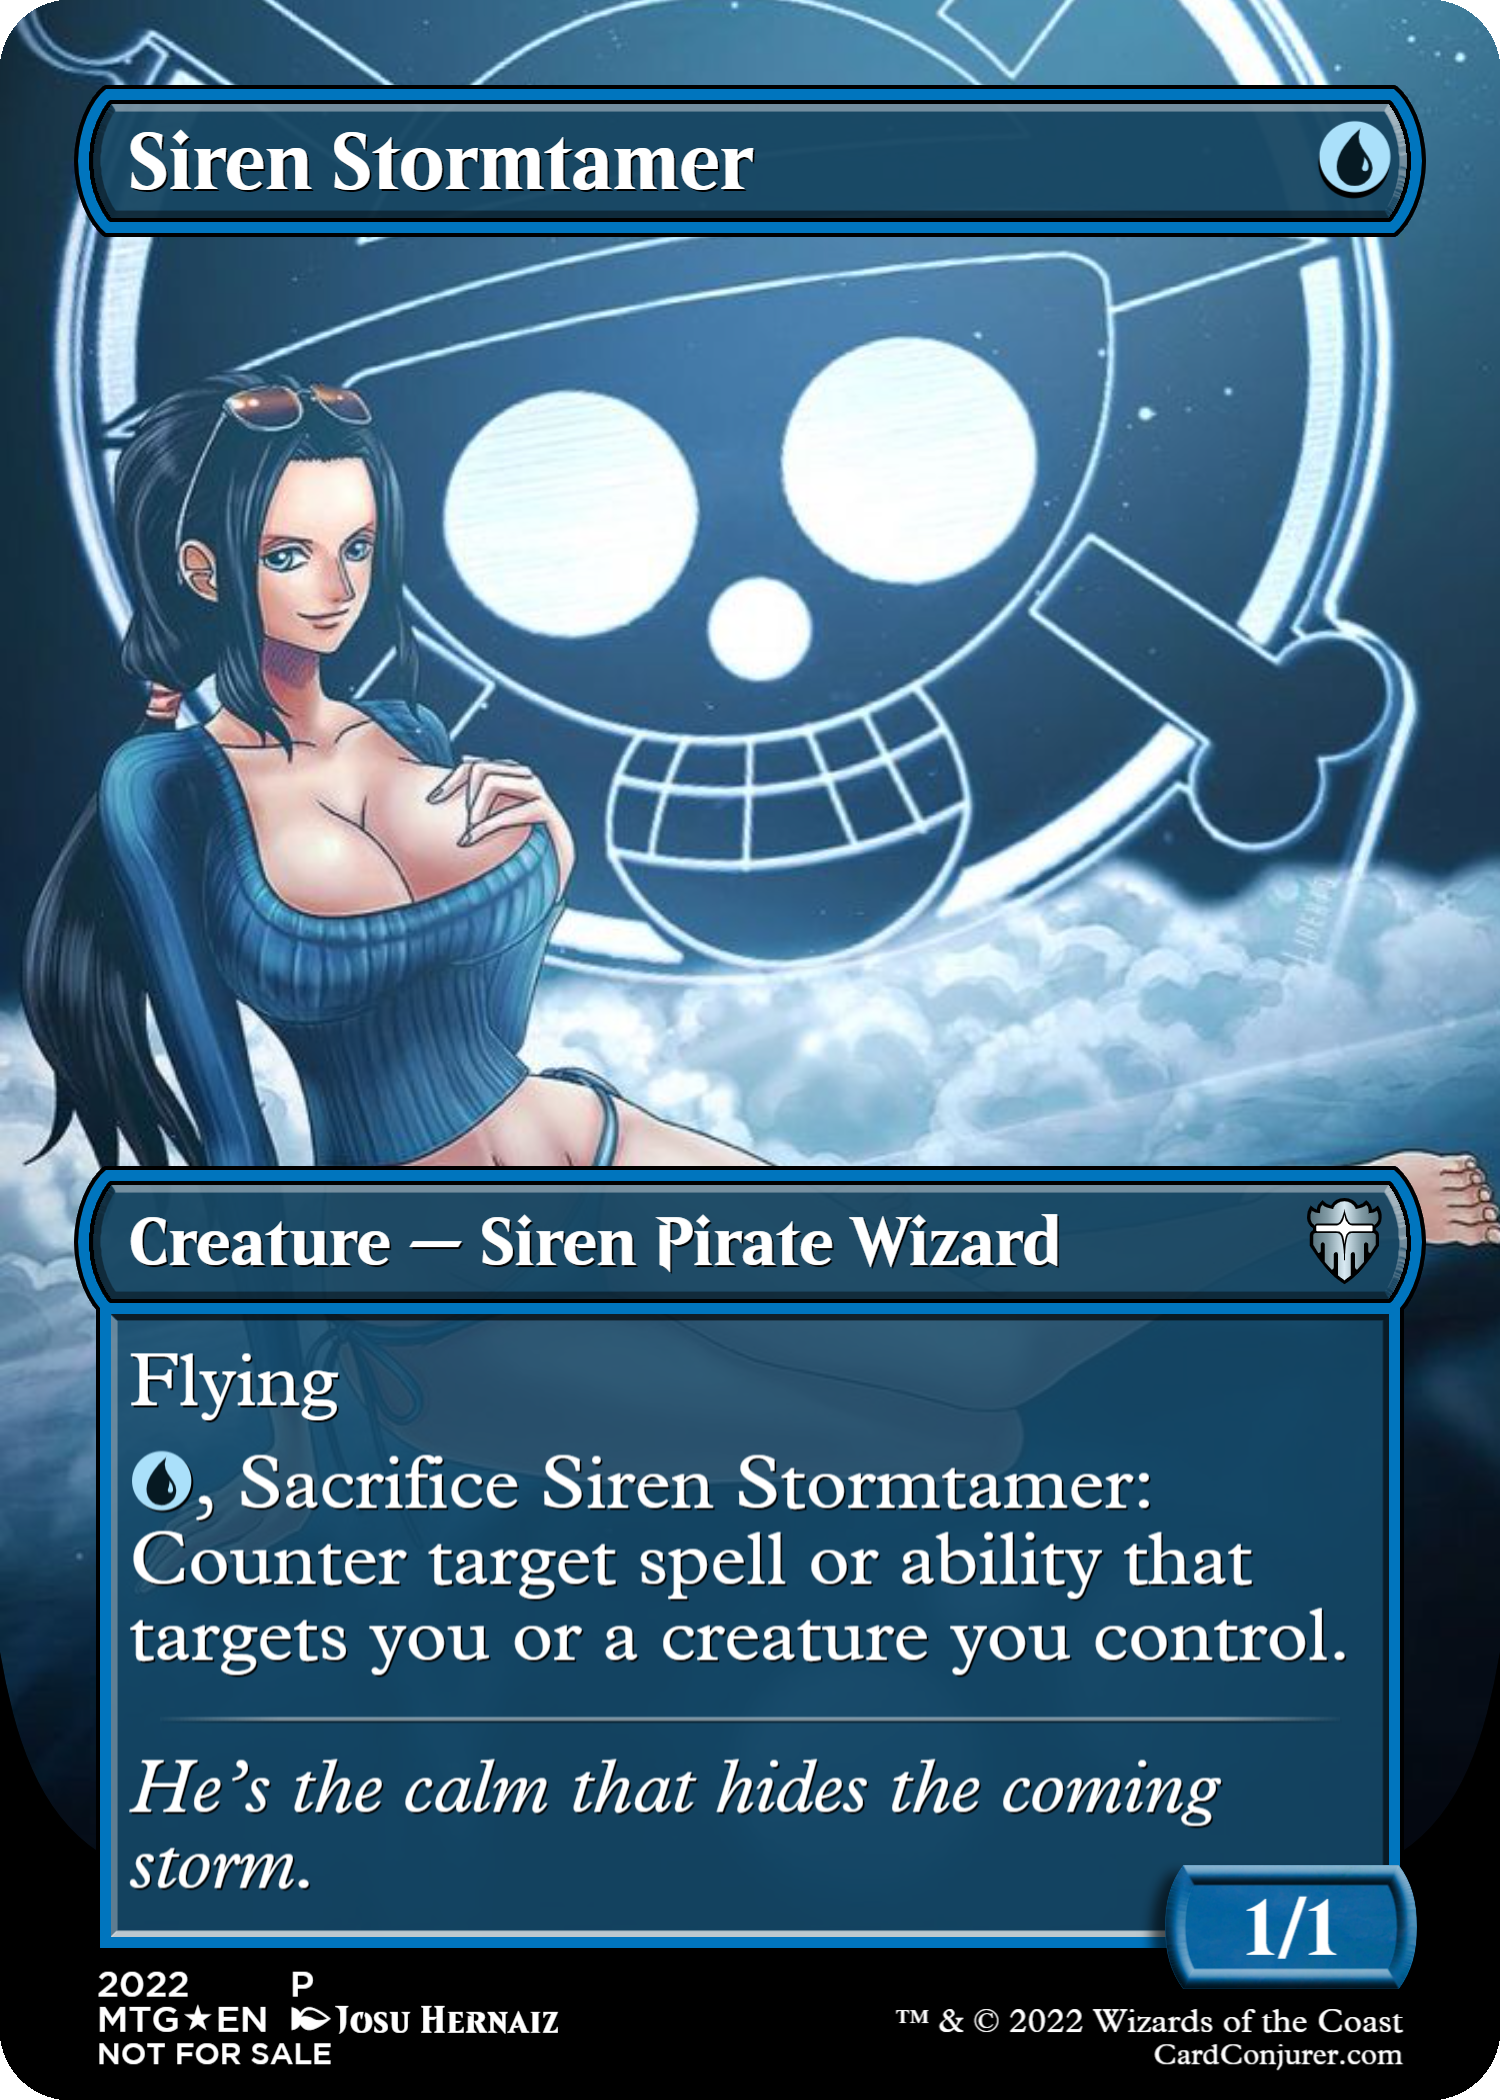 Siren Stormtamer
Creature — Siren Pirate Wizard
Flying
, Sacrifice Siren Stormtamer:
Counter target spell or ability that
targets you or a creature you control.
He’s the calm that hides the coming
storm.
1/1
2022 P
MTG★EN Josu Hernaiz
NOT FOR SALE
™ & © 2022 Wizards of the Coast
CardConjurer.com